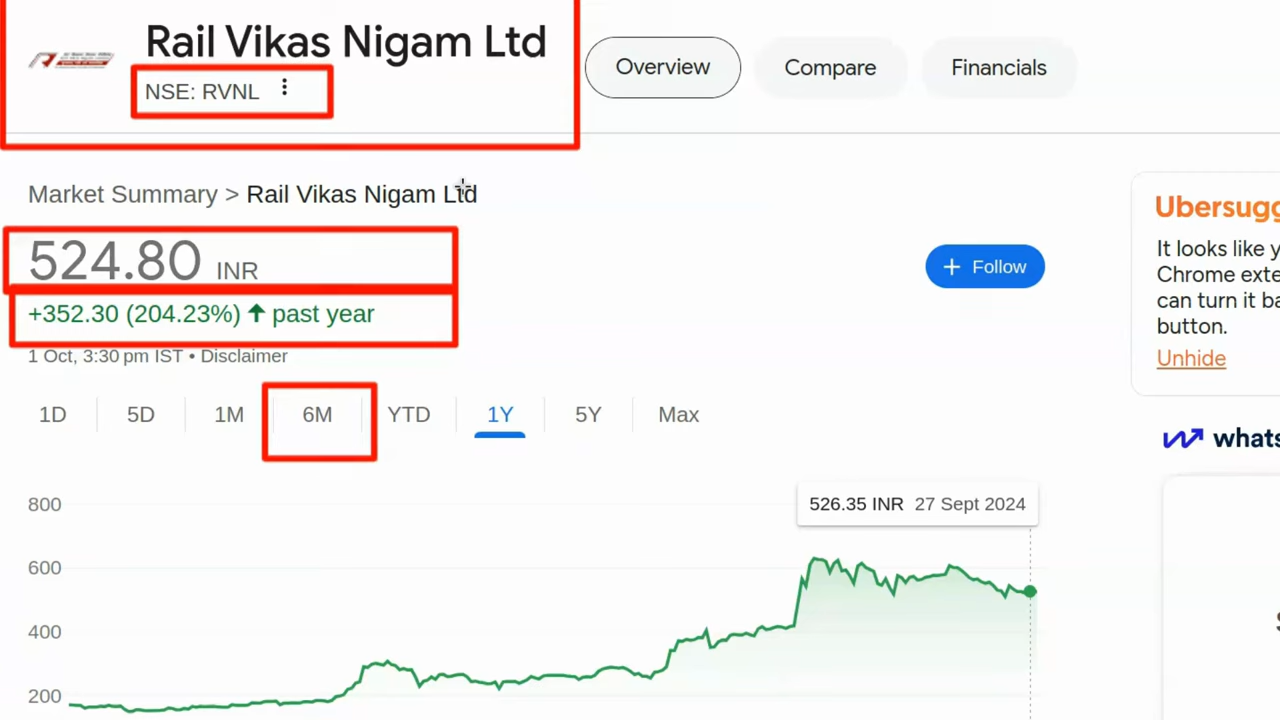 Rail Vikas Nigam Ltd
NSE: RVNL
Overview
Compare
Financials
Market Summary > Rail Vikas Nigam Ltd
524.80 INR
+352.30 (204.23%) ↑ past year
1 Oct, 3:30 pm IST • Disclaimer
+ Follow
1D 5D 1M 6M YTD 1Y 5Y Max
526.35 INR 27 Sept 2024
800
600
400
200
Ubersugg
It looks like y
Chrome exte
can turn it ba
button.
Unhide
whats